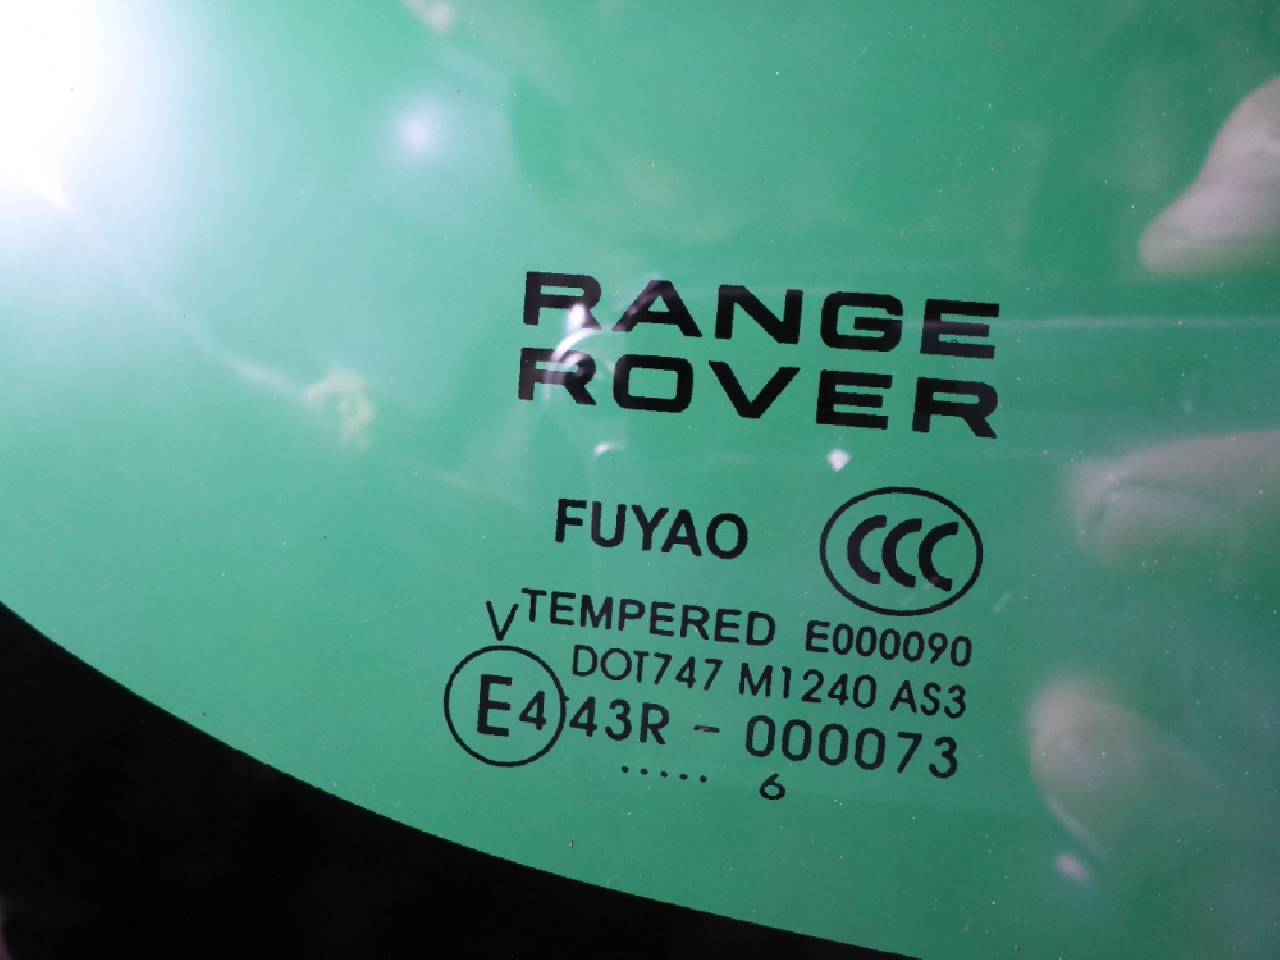 RANGE
ROVER
FUYAO CCC
V TEMPERED E000090
DOT747 M1240 AS3
E4 43R - 000073
..... 6